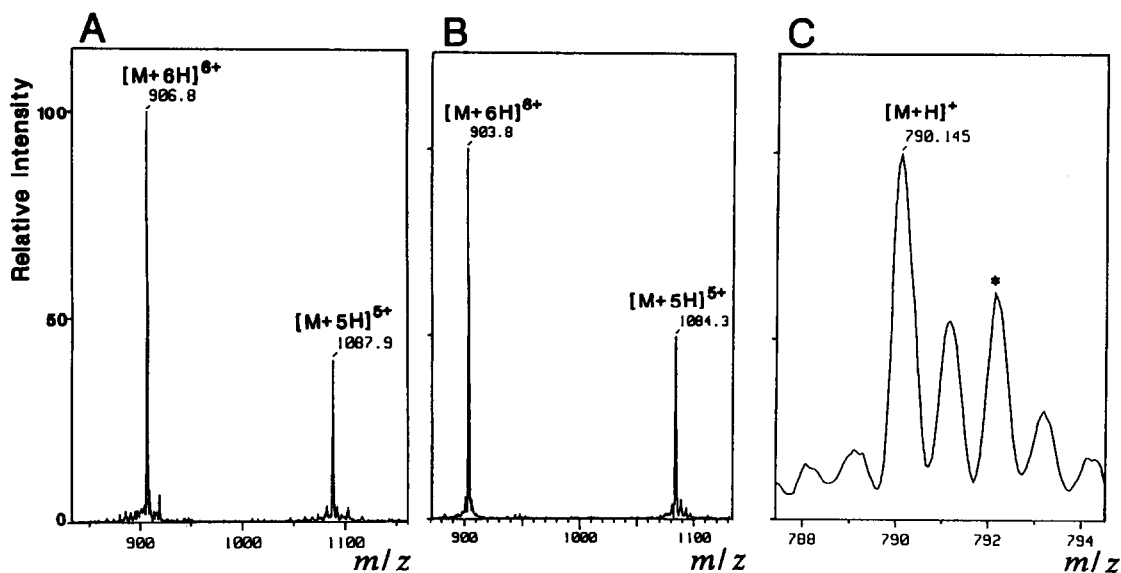 A
[M+6H]6+
906.8
[M+5H]5+
1087.9
Relative Intensity
100
50
0
900
1000
1100
m/z
B
[M+6H]6+
903.8
[M+5H]5+
1084.3
900
1000
1100
m/z
C
[M+H]+
790.145
*
788
790
792
794
m/z